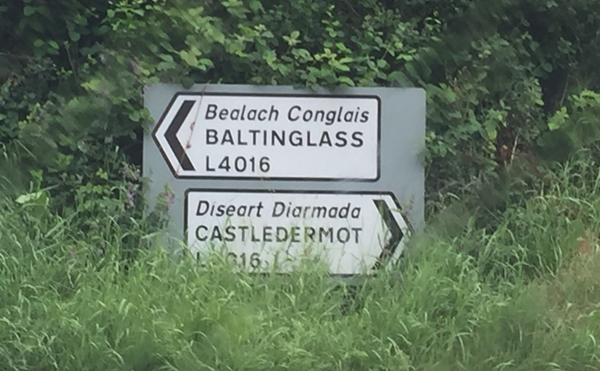 Bealach Conglais
BALTINGLASS
L4016
Diseart Diarmada
CASTLEDERMOT